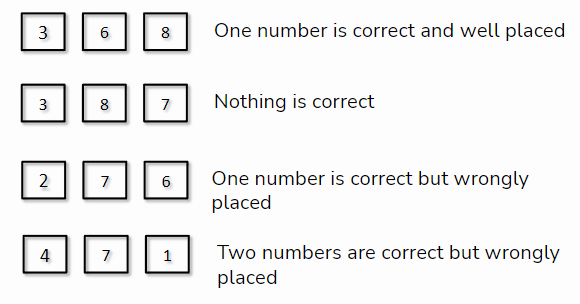 3 6 8 One number is correct and well placed
3 8 7 Nothing is correct
2 7 6 One number is correct but wrongly
placed
4 7 1 Two numbers are correct but wrongly
placed